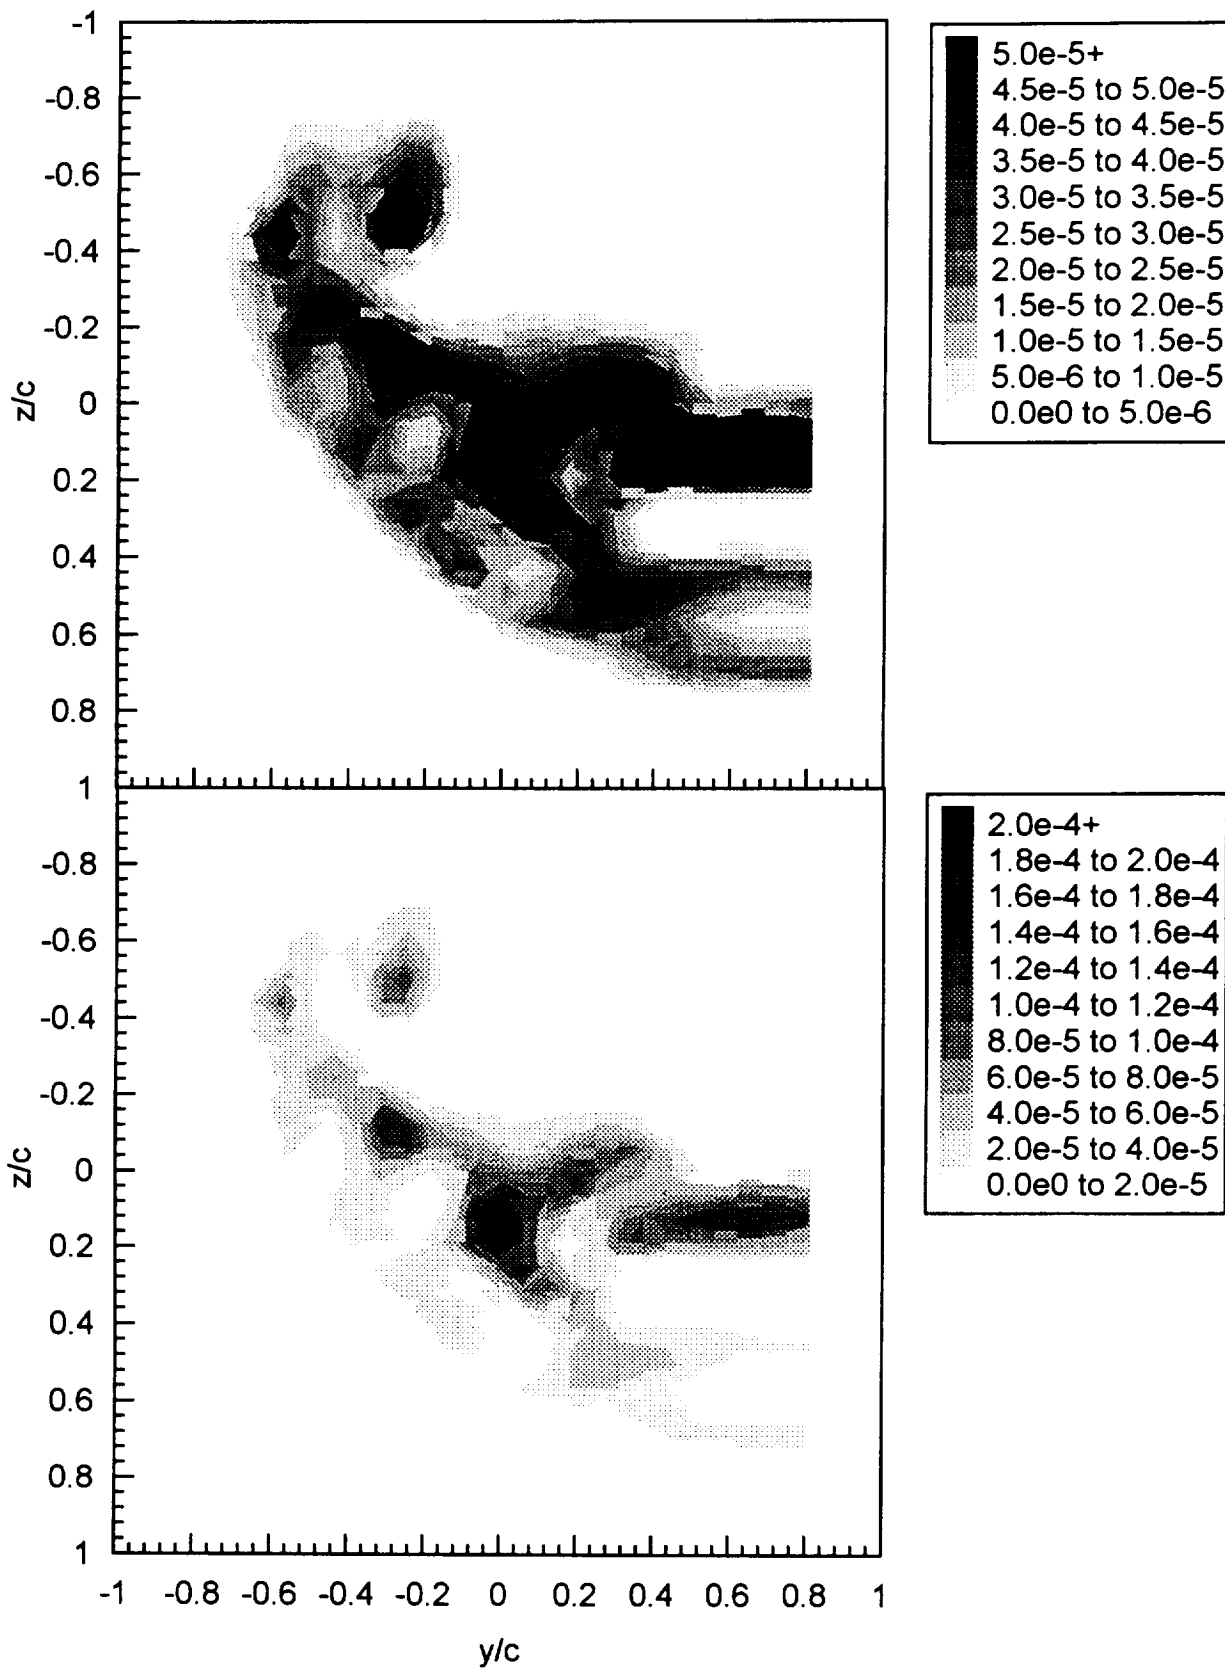 -1
-0.8
-0.6
-0.4
-0.2
0
0.2
0.4
0.6
0.8
1
z/c
5.0e-5+
4.5e-5 to 5.0e-5
4.0e-5 to 4.5e-5
3.5e-5 to 4.0e-5
3.0e-5 to 3.5e-5
2.5e-5 to 3.0e-5
2.0e-5 to 2.5e-5
1.5e-5 to 2.0e-5
1.0e-5 to 1.5e-5
5.0e-6 to 1.0e-5
0.0e0 to 5.0e-6
-0.8
-0.6
-0.4
-0.2
0
0.2
0.4
0.6
0.8
1
z/c
2.0e-4+
1.8e-4 to 2.0e-4
1.6e-4 to 1.8e-4
1.4e-4 to 1.6e-4
1.2e-4 to 1.4e-4
1.0e-4 to 1.2e-4
8.0e-5 to 1.0e-4
6.0e-5 to 8.0e-5
4.0e-5 to 6.0e-5
2.0e-5 to 4.0e-5
0.0e0 to 2.0e-5
-1 -0.8 -0.6 -0.4 -0.2 0 0.2 0.4 0.6 0.8 1
y/c